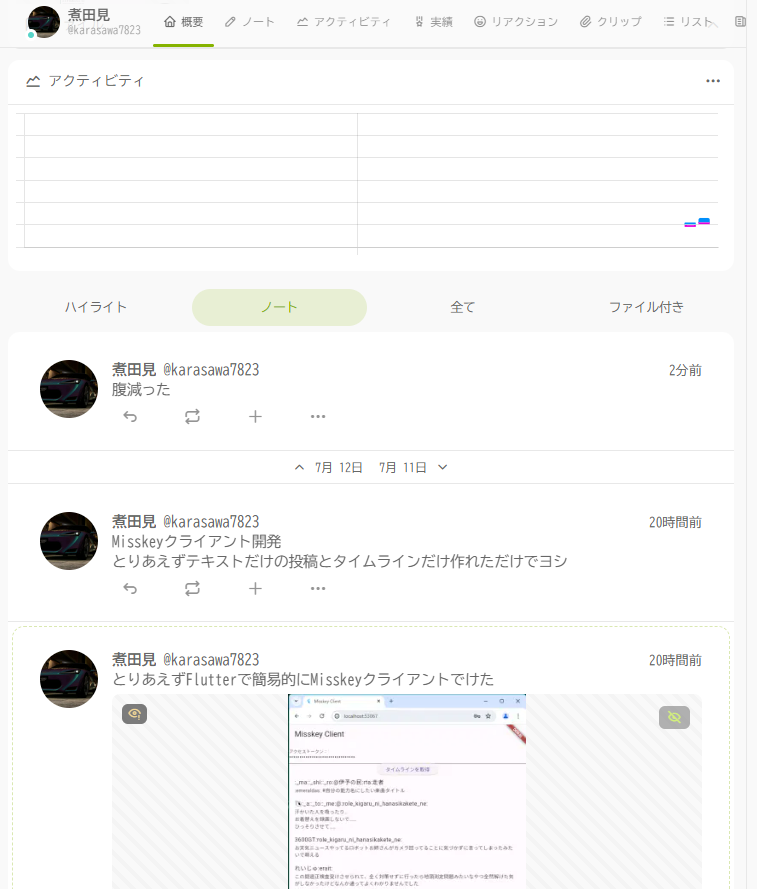 煮田見
@karasawa7823
概要
ノート
アクティビティ
実績
リアクション
クリップ
リスト
アクティビティ
ハイライト
ノート
全て
ファイル付き
煮田見 @karasawa7823
2分前
腹減った
7月 12日 7月 11日
煮田見 @karasawa7823
20時間前
Misskeyクライアント開発
とりあえずテキストだけの投稿とタイムラインだけ作れただけでヨシ
煮田見 @karasawa7823
20時間前
とりあえずFlutterで簡易的にMisskeyクライアントでけた
Misskey Client
Misskey Client
アクセストークン:
タイムラインを取得